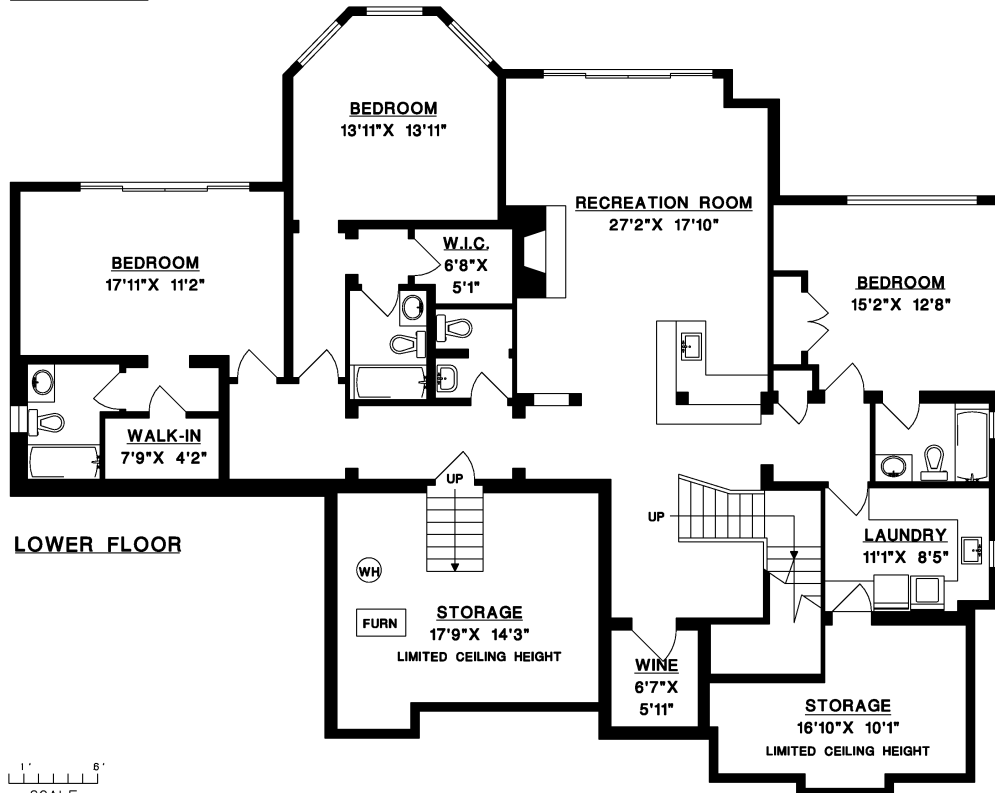 BEDROOM
13'11"X 13'11"
RECREATION ROOM
27'2"X 17'10"
W.I.C.
6'8"X
5'1"
BEDROOM
17'11"X 11'2"
BEDROOM
15'2"X 12'8"
WALK-IN
7'9"X 4'2"
UP
UP
LOWER FLOOR
LAUNDRY
11'1"X 8'5"
WH
FURN
STORAGE
17'9"X 14'3"
LIMITED CEILING HEIGHT
WINE
6'7"X
5'11"
STORAGE
16'10"X 10'1"
LIMITED CEILING HEIGHT
1' 6'
SCALE